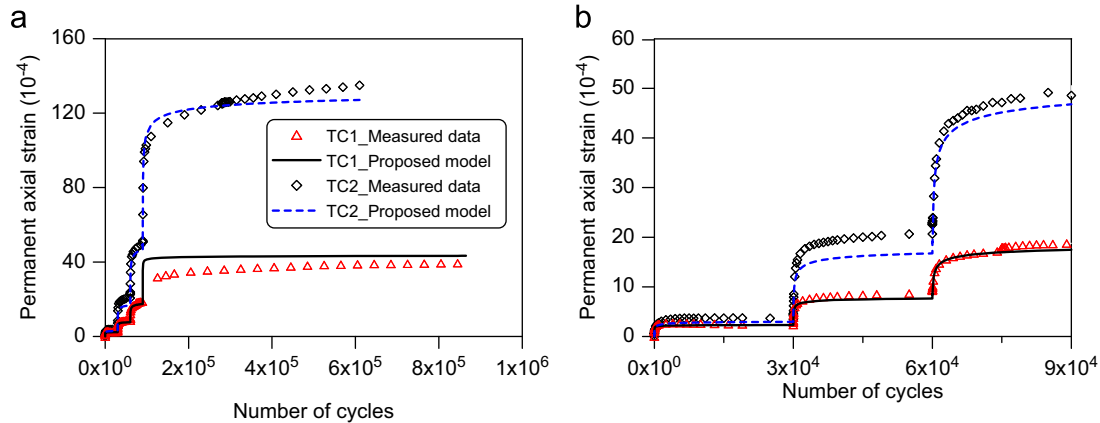 a
Permanent axial strain (10⁻⁴)
160
120
80
40
0
TC1_Measured data
TC1_Proposed model
TC2_Measured data
TC2_Proposed model
0x10⁰ 2x10⁵ 4x10⁵ 6x10⁵ 8x10⁵ 1x10⁶
Number of cycles
b
Permanent axial strain (10⁻⁴)
60
50
40
30
20
10
0
0x10⁰ 3x10⁴ 6x10⁴ 9x10⁴
Number of cycles